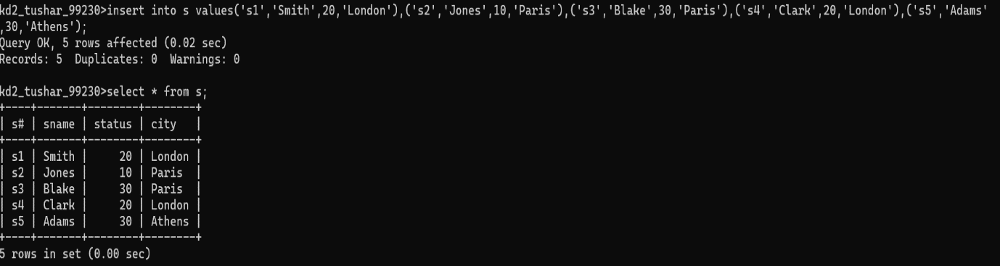 kd2_tushar_99230>insert into s values('s1','Smith',20,'London'),('s2','Jones',10,'Paris'),('s3','Blake',30,'Paris'),('s4','Clark',20,'London'),('s5','Adams'
,30,'Athens');
Query OK, 5 rows affected (0.02 sec)
Records: 5  Duplicates: 0  Warnings: 0
kd2_tushar_99230>select * from s;
+----+-------+--------+--------+
| s# | sname | status | city   |
+----+-------+--------+--------+
| s1 | Smith |     20 | London |
| s2 | Jones |     10 | Paris  |
| s3 | Blake |     30 | Paris  |
| s4 | Clark |     20 | London |
| s5 | Adams |     30 | Athens |
+----+-------+--------+--------+
5 rows in set (0.00 sec)